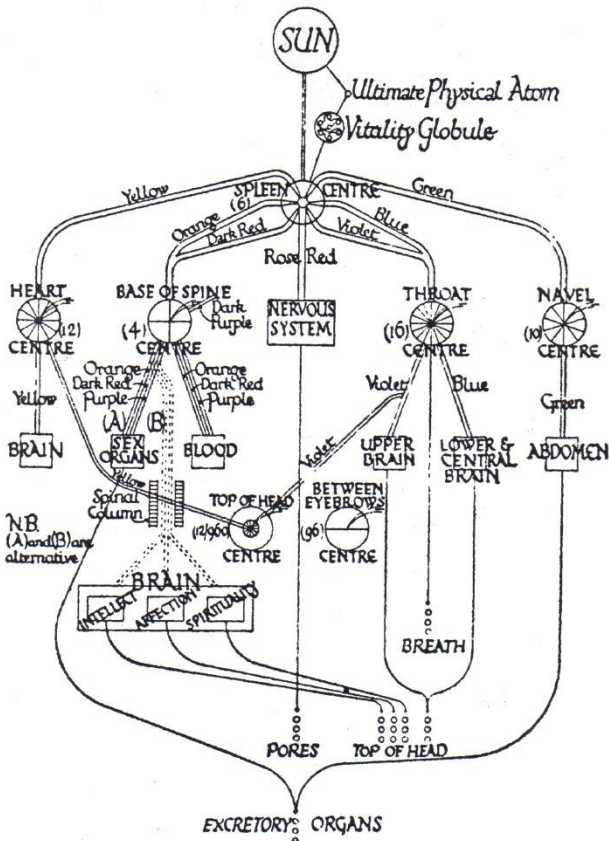 SUN
Ultimate Physical Atom
Vitality Globule
Yellow
SPLEEN CENTRE
(6)
Green
Orange
Dark Red
Blue
Violet
Rose Red
HEART
(12)
CENTRE
BASE OF SPINE
Dark
Purple
(4)
CENTRE
NERVOUS
SYSTEM
THROAT
(16)
CENTRE
NAVEL
(10)
CENTRE
Yellow
Orange
Dark Red
Purple
Orange
Dark Red
Purple
Violet
Blue
Green
(A)
(B)
BRAIN
SEX
ORGANS
BLOOD
UPPER
BRAIN
LOWER &
CENTRAL
BRAIN
ABDOMEN
Yellow
Violet
Spinal
Column
TOP OF HEAD
(12/960)
CENTRE
BETWEEN
EYEBROWS
(96)
CENTRE
N.B.
(A) and (B) are
alternative
BRAIN
INTELLECT
AFFECTION
SPIRITUALITY
BREATH
PORES
TOP OF HEAD
EXCRETORY ORGANS